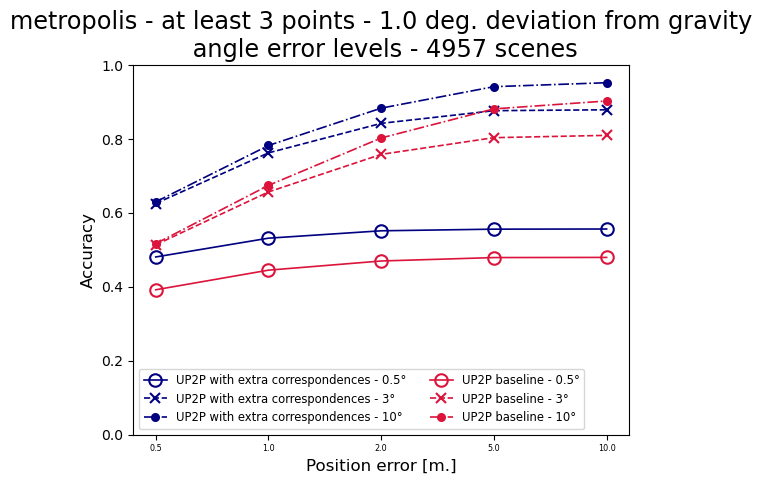 metropolis - at least 3 points - 1.0 deg. deviation from gravity
angle error levels - 4957 scenes
1.0
0.8
0.6
0.4
0.2
0.0
Accuracy
UP2P with extra correspondences - 0.5°
UP2P with extra correspondences - 3°
UP2P with extra correspondences - 10°
UP2P baseline - 0.5°
UP2P baseline - 3°
UP2P baseline - 10°
0.5 1.0 2.0 5.0 10.0
Position error [m.]